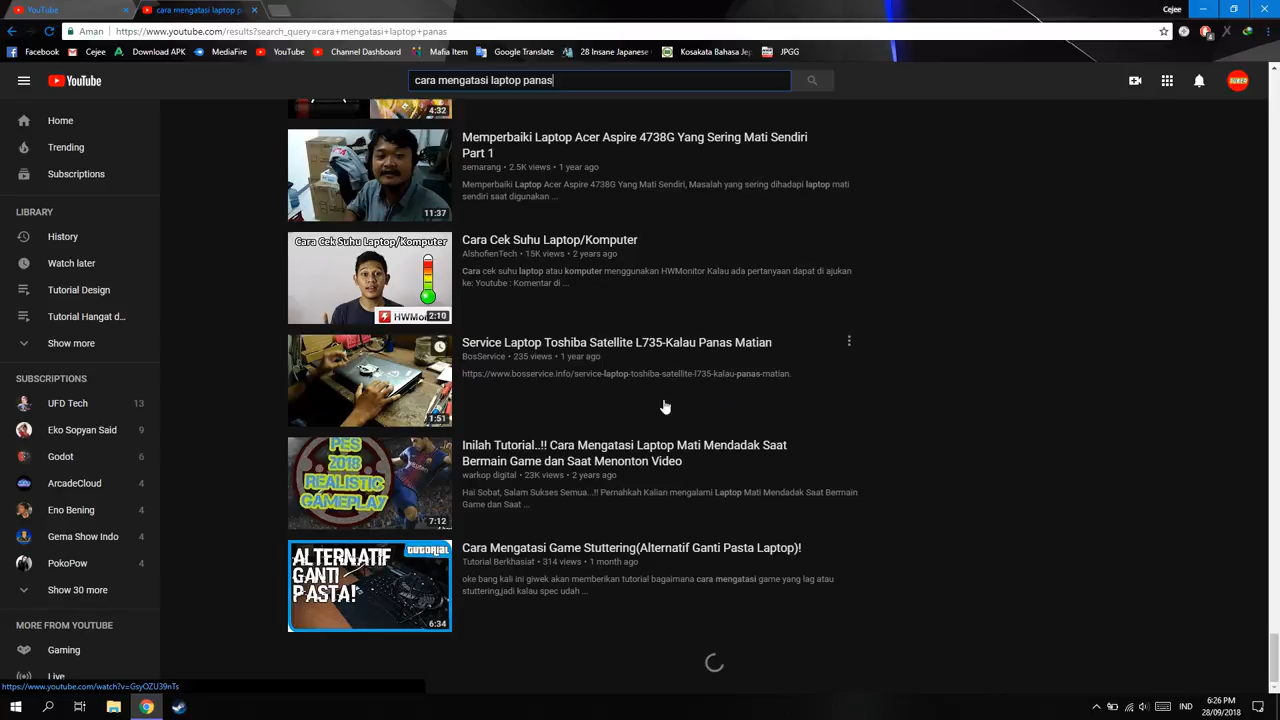 YouTube
cara mengatasi laptop p
Cejee
Aman
https://www.youtube.com/results?search_query=cara+mengatasi+laptop+panas
Facebook
Cejee
Download APK
MediaFire
YouTube
Channel Dashboard
Mafia Item
Google Translate
28 Insane Japanese
Kosakata Bahasa Jep
JPGG
YouTube
cara mengatasi laptop panas
Home
Trending
Subscriptions
LIBRARY
History
Watch later
Tutorial Design
Tutorial Hangat d...
Show more
SUBSCRIPTIONS
UFD Tech 13
Eko Sopyan Said 9
Godot 6
ArcadeCloud 4
Eno Bening 4
Gema Show Indo 4
PokoPow 4
Show 30 more
MORE FROM YOUTUBE
Gaming
Live
4:32
11:37
Memperbaiki Laptop Acer Aspire 4738G Yang Sering Mati Sendiri
Part 1
semarang • 2.5K views • 1 year ago
Memperbaiki Laptop Acer Aspire 4738G Yang Mati Sendiri, Masalah yang sering dihadapi laptop mati
sendiri saat digunakan ...
Cara Cek Suhu Laptop/Komputer
HWMon
2:10
Cara Cek Suhu Laptop/Komputer
AlshofienTech • 15K views • 2 years ago
Cara cek suhu laptop atau komputer menggunakan HWMonitor Kalau ada pertanyaan dapat di ajukan
ke: Youtube : Komentar di ...
1:51
Service Laptop Toshiba Satellite L735-Kalau Panas Matian
BosService • 235 views • 1 year ago
https://www.bosservice.info/service-laptop-toshiba-satellite-l735-kalau-panas-matian.
PES
2018
REALISTIC
GAMEPLAY
7:12
Inilah Tutorial..!! Cara Mengatasi Laptop Mati Mendadak Saat
Bermain Game dan Saat Menonton Video
warkop digital • 23K views • 2 years ago
Hai Sobat, Salam Sukses Semua...!! Pernahkah Kalian mengalami Laptop Mati Mendadak Saat Bermain
Game dan Saat ...
TUTORIAL
ALTERNATIF
GANTI
PASTA!
6:34
Cara Mengatasi Game Stuttering(Alternatif Ganti Pasta Laptop)!
Tutorial Berkhasiat • 314 views • 1 month ago
oke bang kali ini giwek akan memberikan tutorial bagaimana cara mengatasi game yang lag atau
stuttering,jadi kalau spec udah ...
https://www.youtube.com/watch?v=GsyOZU39nTs
IND
6:26 PM
28/09/2018